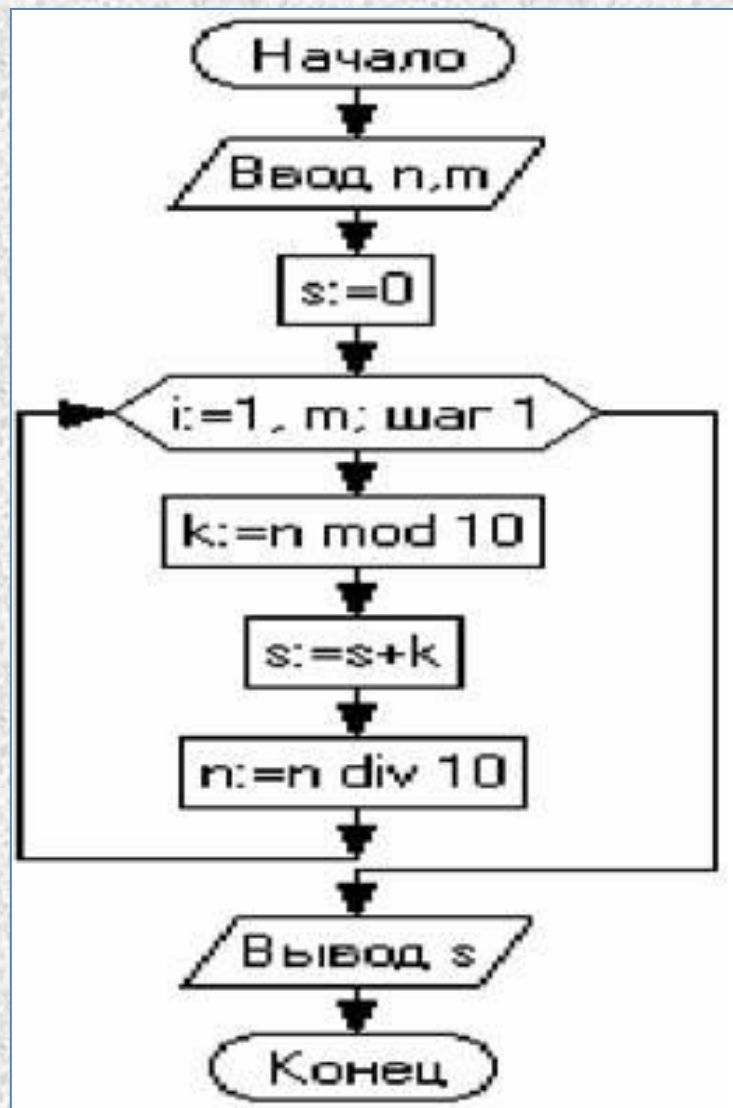 Начало
Ввод n,m
s:=0
i:=1, m; шаг 1
k:=n mod 10
s:=s+k
n:=n div 10
Вывод s
Конец